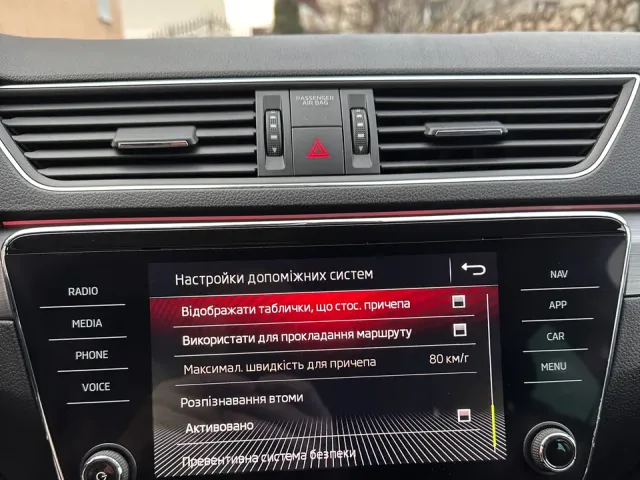 PASSENGER
AIR BAG
Настройки допоміжних систем
RADIO
MEDIA
PHONE
VOICE
NAV
APP
CAR
MENU
Відображати таблички, що стос. причепа
Використати для прокладання маршруту
Максимал. швидкість для причепа 80 км/г
Розпізнавання втоми
Активовано
Превентивна система безпеки